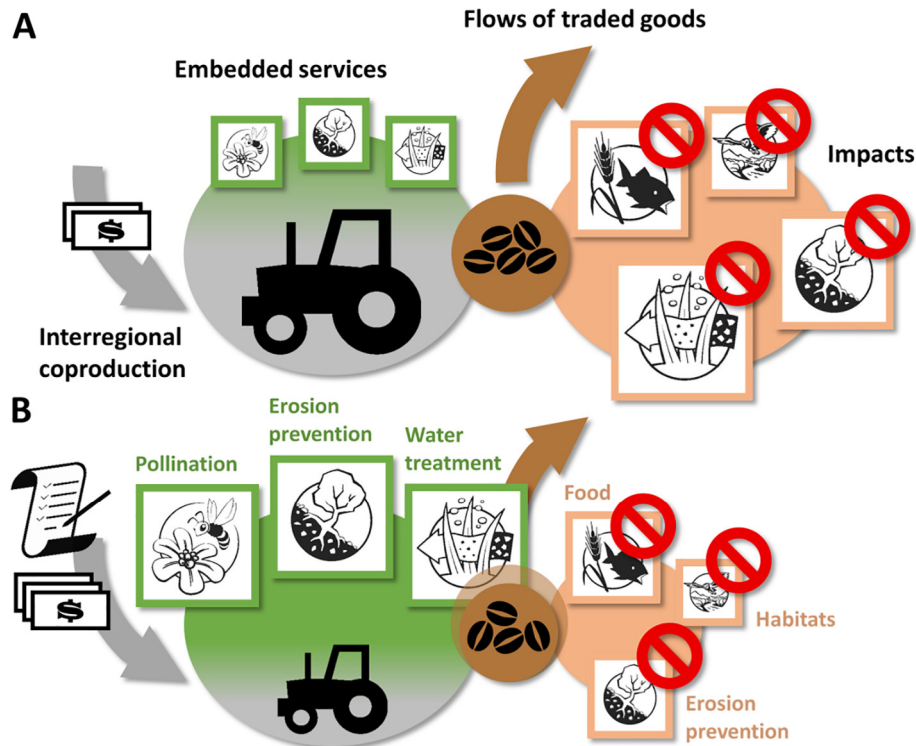 A
Flows of traded goods
Embedded services
Impacts
$
Interregional
coproduction
B
Erosion
prevention
Water
treatment
Pollination
Food
$
Habitats
Erosion
prevention